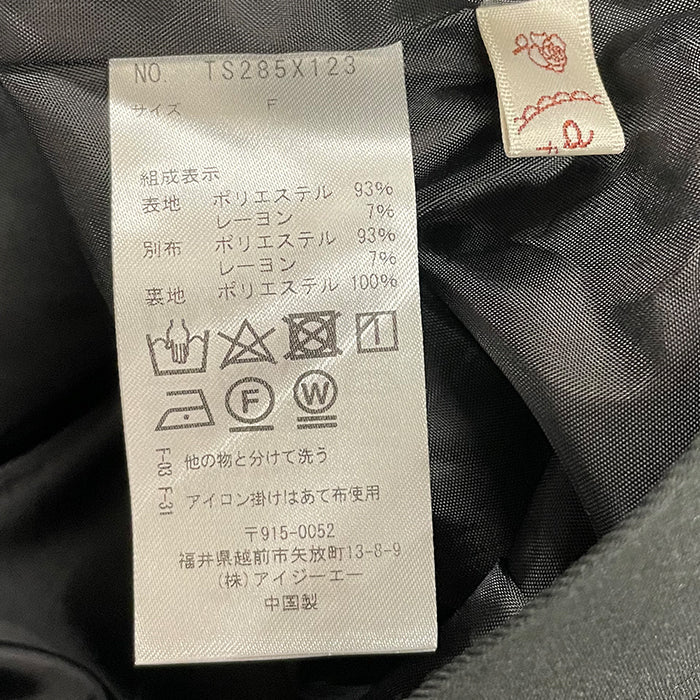 NO. TS285X123
サイズ F
組成表示
表地 ポリエステル 93%
レーヨン 7%
別布 ポリエステル 93%
レーヨン 7%
裏地 ポリエステル 100%
F
W
F-03 他の物と分けて洗う
F-31 アイロン掛けはあて布使用
〒915-0052
福井県越前市矢放町13-8-9
(株)アイジーエー
中国製